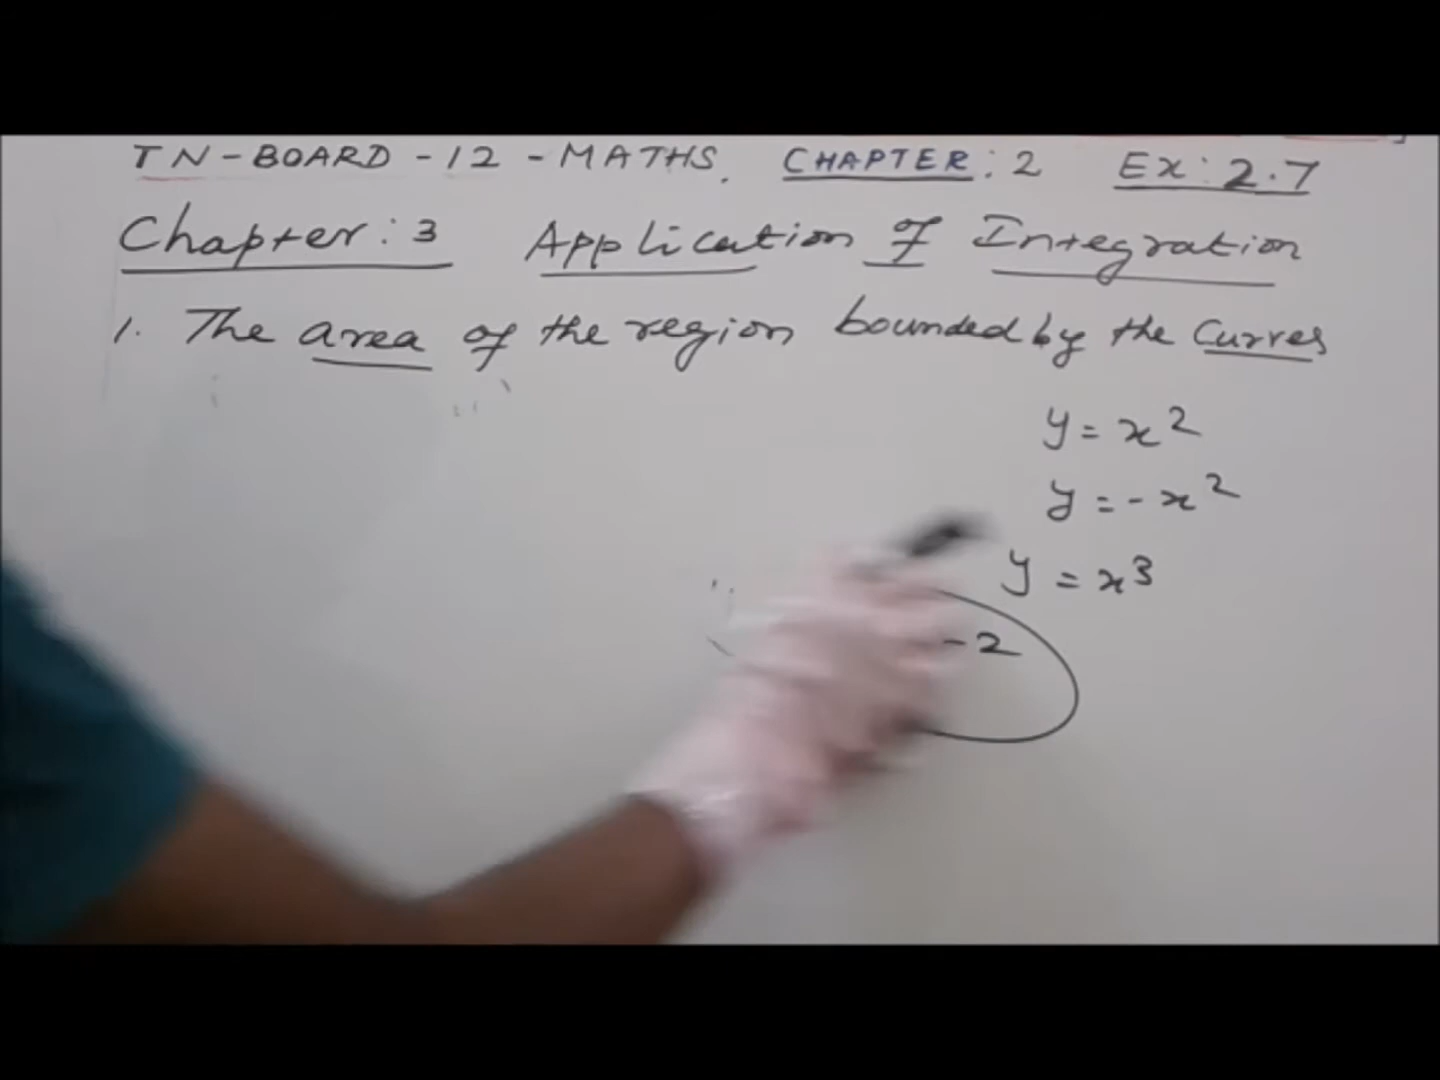 TN-BOARD-12-MATHS. CHAPTER:2 Ex:2.7
Chapter:3 Application of Integration
1. The area of the region bounded by the Curves
y = x²
y = -x²
y = x³
-2